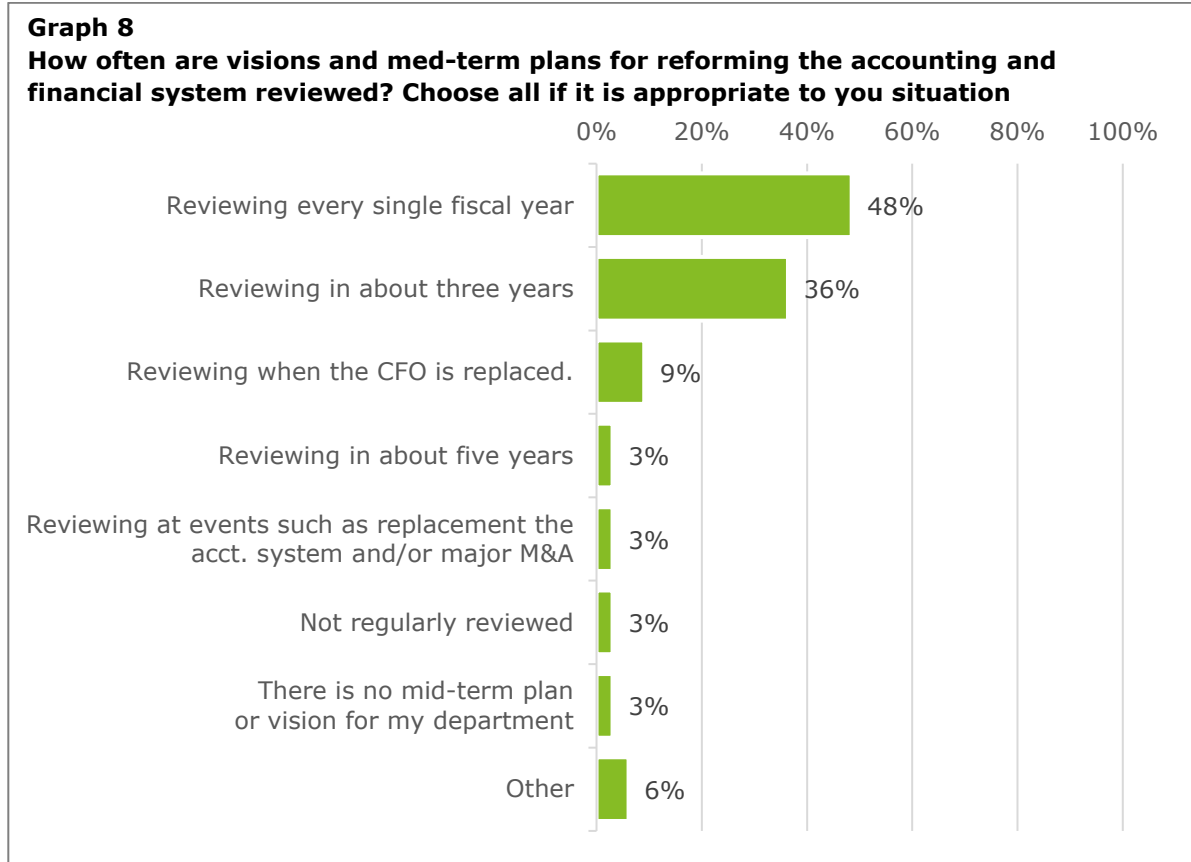 Graph 8
How often are visions and med-term plans for reforming the accounting and
financial system reviewed? Choose all if it is appropriate to you situation
0% 20% 40% 60% 80% 100%
Reviewing every single fiscal year 48%
Reviewing in about three years 36%
Reviewing when the CFO is replaced. 9%
Reviewing in about five years 3%
Reviewing at events such as replacement the
acct. system and/or major M&A 3%
Not regularly reviewed 3%
There is no mid-term plan
or vision for my department 3%
Other 6%